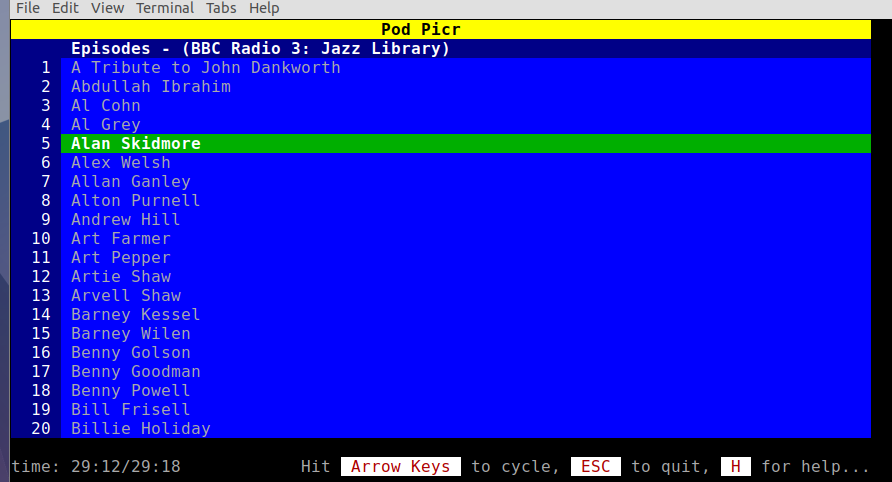 File Edit View Terminal Tabs Help
Pod Picr
Episodes - (BBC Radio 3: Jazz Library)
1 A Tribute to John Dankworth
2 Abdullah Ibrahim
3 Al Cohn
4 Al Grey
5 Alan Skidmore
6 Alex Welsh
7 Allan Ganley
8 Alton Purnell
9 Andrew Hill
10 Art Farmer
11 Art Pepper
12 Artie Shaw
13 Arvell Shaw
14 Barney Kessel
15 Barney Wilen
16 Benny Golson
17 Benny Goodman
18 Benny Powell
19 Bill Frisell
20 Billie Holiday
time: 29:12/29:18 Hit Arrow Keys to cycle, ESC to quit, H for help...